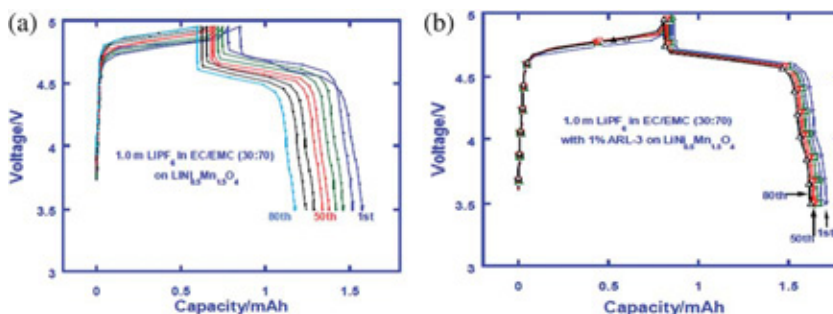 (a)
5
4.5
4
3.5
3
Voltage/V
1.0 m LiPF6 in EC/EMC (30:70)
on LiNi0.5Mn1.5O4
80th 50th 1st
0 0.5 1 1.5
Capacity/mAh
(b)
5
4.5
4
3.5
3
Voltage/V
1.0 m LiPF6 in EC/EMC (30:70)
with 1% ARL-3 on LiNi0.5Mn1.5O4
80th
50th
1st
0 0.5 1 1.5
Capacity/mAh